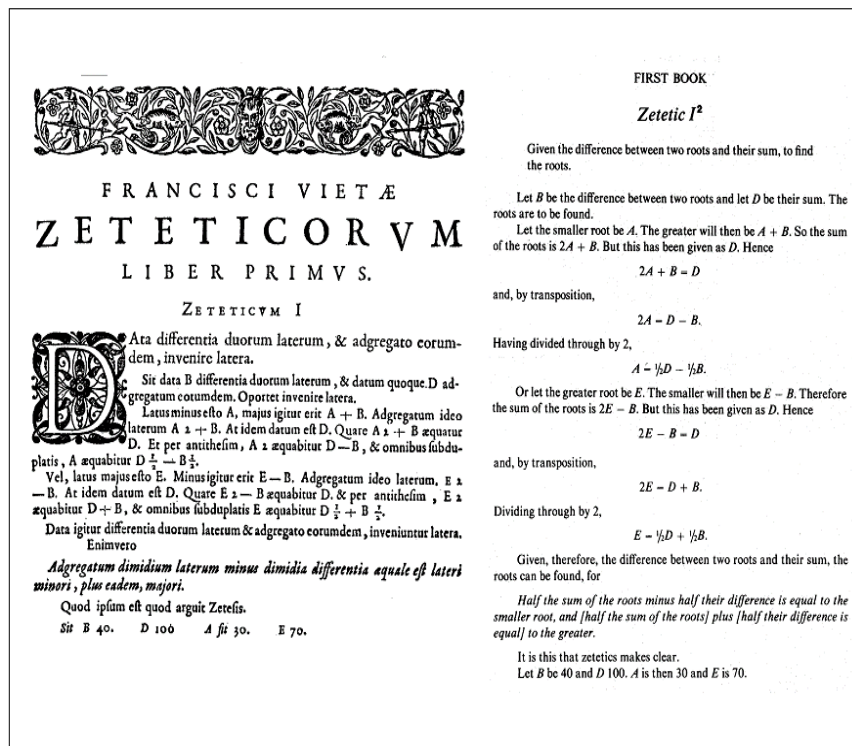 FRANCISCI VIETÆ
ZETETICORVM
LIBER PRIMVS.
ZETETICVM I
DAta differentia duorum laterum, & adgregato eorum-
dem, invenire latera.
Sit data B differentia duorum laterum, & datum quoque D ad-
gregatum eorumdem. Oportet invenire latera.
Latus minus eſto A, majus igitur erit A + B. Adgregatum ideo
laterum A 2 + B. At idem datum eſt D. Quare A 2 + B æquatur
D. Et per antitheſim, A 2 æquabitur D — B, & omnibus ſubdu-
platis, A æquabitur D ½ — B ½.
Vel, latus majus eſto E. Minus igitur erit E — B. Adgregatum ideo laterum, E 2
— B. At idem datum eſt D. Quare E 2 — B æquabitur D. & per antitheſim, E 2
æquabitur D + B, & omnibus ſubduplatis E æquabitur D ½ + B ½.
Data igitur differentia duorum laterum & adgregato eorumdem, inveniuntur latera.
Enimvero
Adgregatum dimidium laterum minus dimidia differentia æquale eſt lateri
minori, plus eadem, majori.
Quod ipſum eſt quod arguit Zeteſis.
Sit B 40. D 100 A fit 30. E 70.
FIRST BOOK
Zetetic I²
Given the difference between two roots and their sum, to find
the roots.
Let B be the difference between two roots and let D be their sum. The
roots are to be found.
Let the smaller root be A. The greater will then be A + B. So the sum
of the roots is 2A + B. But this has been given as D. Hence
2A + B = D
and, by transposition,
2A = D − B.
Having divided through by 2,
A = ½D − ½B.
Or let the greater root be E. The smaller will then be E − B. Therefore
the sum of the roots is 2E − B. But this has been given as D. Hence
2E − B = D
and, by transposition,
2E = D + B.
Dividing through by 2,
E = ½D + ½B.
Given, therefore, the difference between two roots and their sum, the
roots can be found, for
Half the sum of the roots minus half their difference is equal to the
smaller root, and [half the sum of the roots] plus [half their difference is
equal] to the greater.
It is this that zetetics makes clear.
Let B be 40 and D 100. A is then 30 and E is 70.